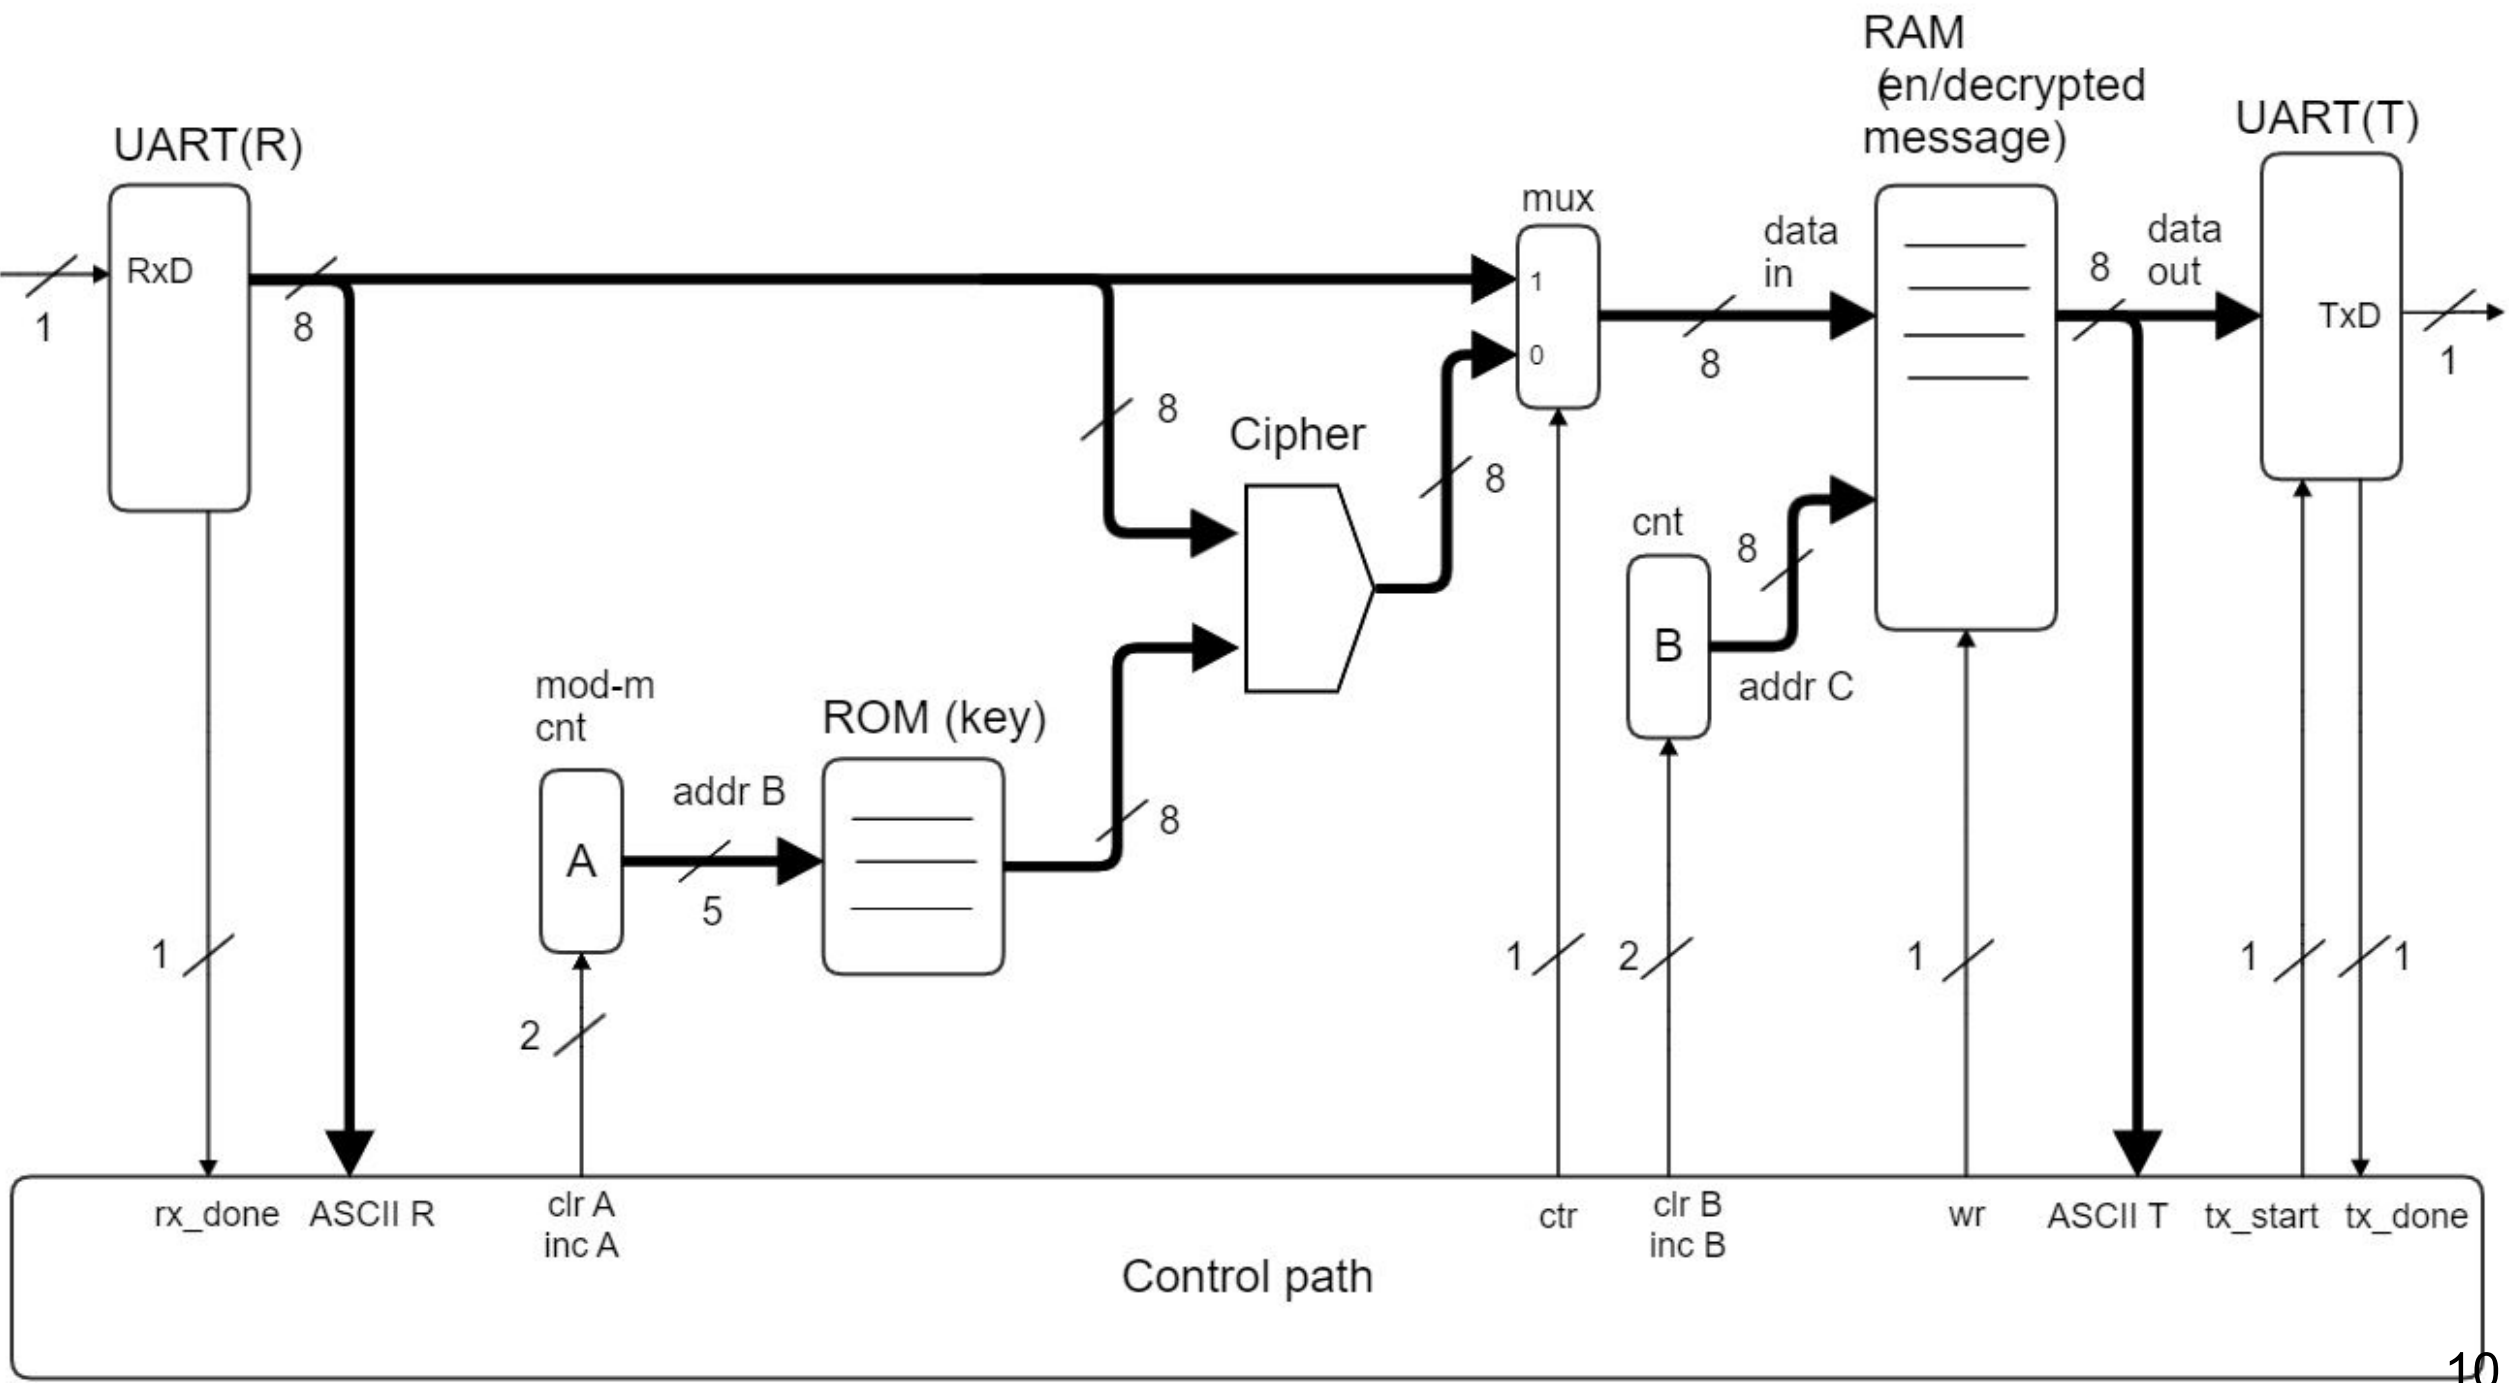 RAM
(en/decrypted
message)
UART(R)
UART(T)
mux
RxD
1
8
1
0
data
in
8
8
data
out
TxD
1
8
Cipher
8
cnt
8
B
addr C
mod-m
cnt
ROM (key)
addr B
A
5
8
1
2
1
2
1
1
1
rx_done
ASCII R
clr A
inc A
ctr
clr B
inc B
wr
ASCII T
tx_start
tx_done
Control path
10